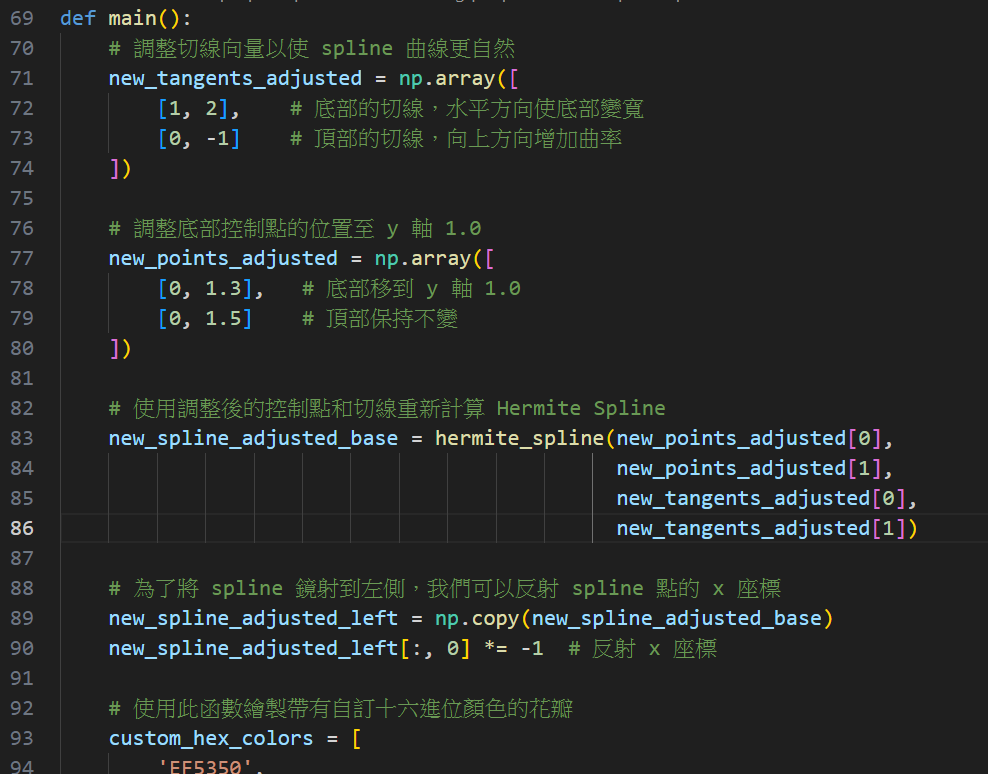 69 def main():
70 # 調整切線向量以使 spline 曲線更自然
71 new_tangents_adjusted = np.array([
72 [1, 2], # 底部的切線，水平方向使底部變寬
73 [0, -1] # 頂部的切線，向上方向增加曲率
74 ])
75
76 # 調整底部控制點的位置至 y 軸 1.0
77 new_points_adjusted = np.array([
78 [0, 1.3], # 底部移到 y 軸 1.0
79 [0, 1.5] # 頂部保持不變
80 ])
81
82 # 使用調整後的控制點和切線重新計算 Hermite Spline
83 new_spline_adjusted_base = hermite_spline(new_points_adjusted[0],
84 new_points_adjusted[1],
85 new_tangents_adjusted[0],
86 new_tangents_adjusted[1])
87
88 # 為了將 spline 鏡射到左側，我們可以反射 spline 點的 x 座標
89 new_spline_adjusted_left = np.copy(new_spline_adjusted_base)
90 new_spline_adjusted_left[:, 0] *= -1 # 反射 x 座標
91
92 # 使用此函數繪製帶有自訂十六進位顏色的花瓣
93 custom_hex_colors = [
94 'EF5350',